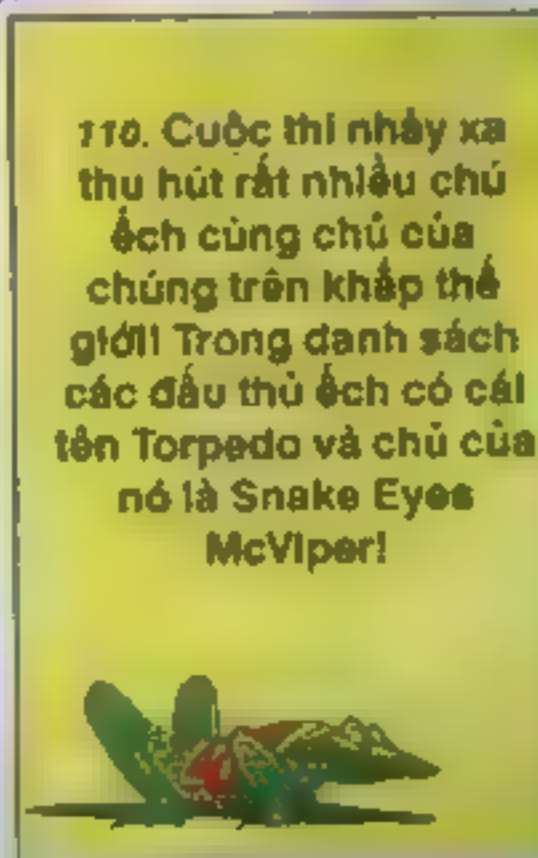 110. Cuộc thi nhảy xa
thu hút rất nhiều chú
ếch cùng chủ của
chúng trên khắp thế
giới! Trong danh sách
các đấu thủ ếch có cái
tên Torpedo và chủ của
nó là Snake Eyes
McViper!